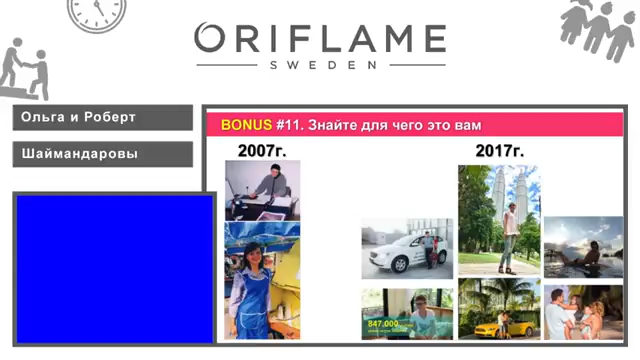 ORIFLAME
SWEDEN
Ольга и Роберт
BONUS #11. Знайте для чего это вам
Шаймандаровы
2007г.
2017г.
847.000